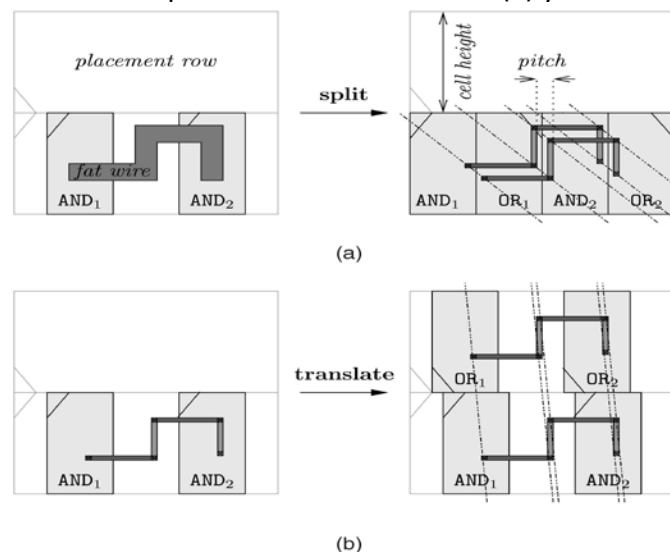 placement row
cell height
pitch
split
fat wire
AND1
AND2
AND1
OR1
AND2
OR2
(a)
translate
OR1
OR2
AND1
AND2
AND1
AND2
(b)